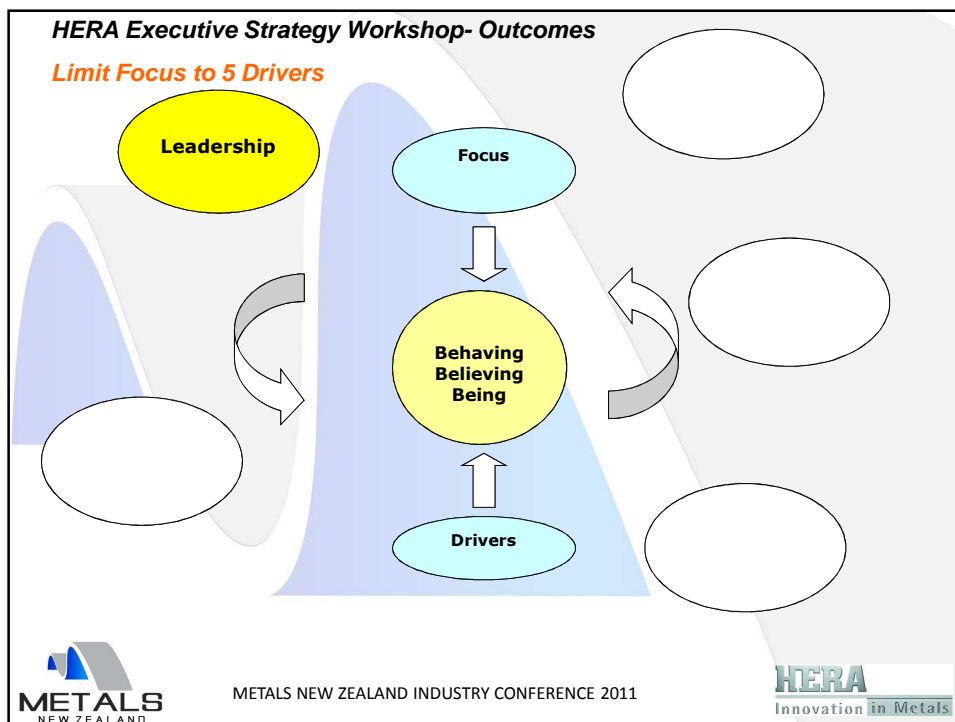 HERA Executive Strategy Workshop- Outcomes
Limit Focus to 5 Drivers
Leadership
Focus
Behaving
Believing
Being
Drivers
METALS
NEW ZEALAND
METALS NEW ZEALAND INDUSTRY CONFERENCE 2011
HERA
Innovation in Metals